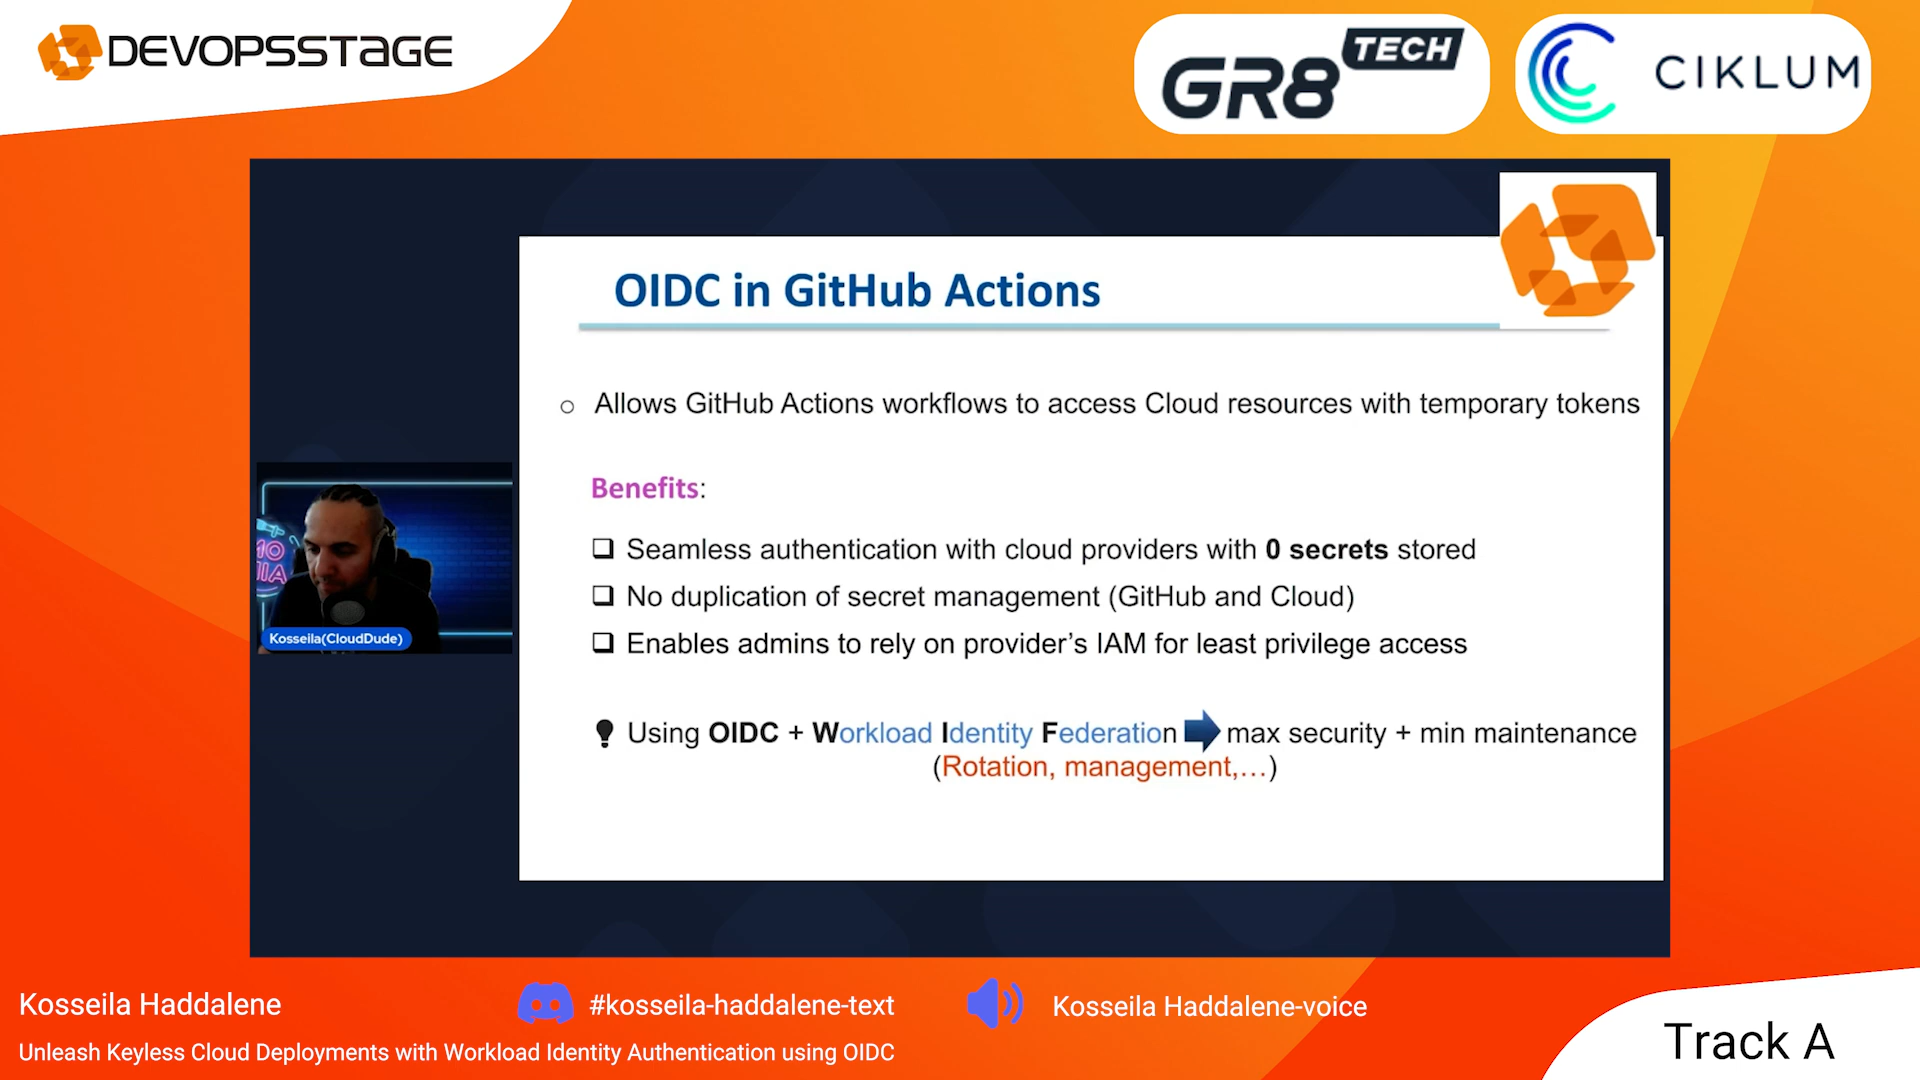 DEVOPSSTAGE
GR8 TECH
CIKLUM
OIDC in GitHub Actions
Allows GitHub Actions workflows to access Cloud resources with temporary tokens
Benefits:
Seamless authentication with cloud providers with 0 secrets stored
No duplication of secret management (GitHub and Cloud)
Enables admins to rely on provider’s IAM for least privilege access
Using OIDC + Workload Identity Federation max security + min maintenance
(Rotation, management,...)
Kosseila(CloudDude)
Kosseila Haddalene
#kosseila-haddalene-text
Kosseila Haddalene-voice
Unleash Keyless Cloud Deployments with Workload Identity Authentication using OIDC
Track A